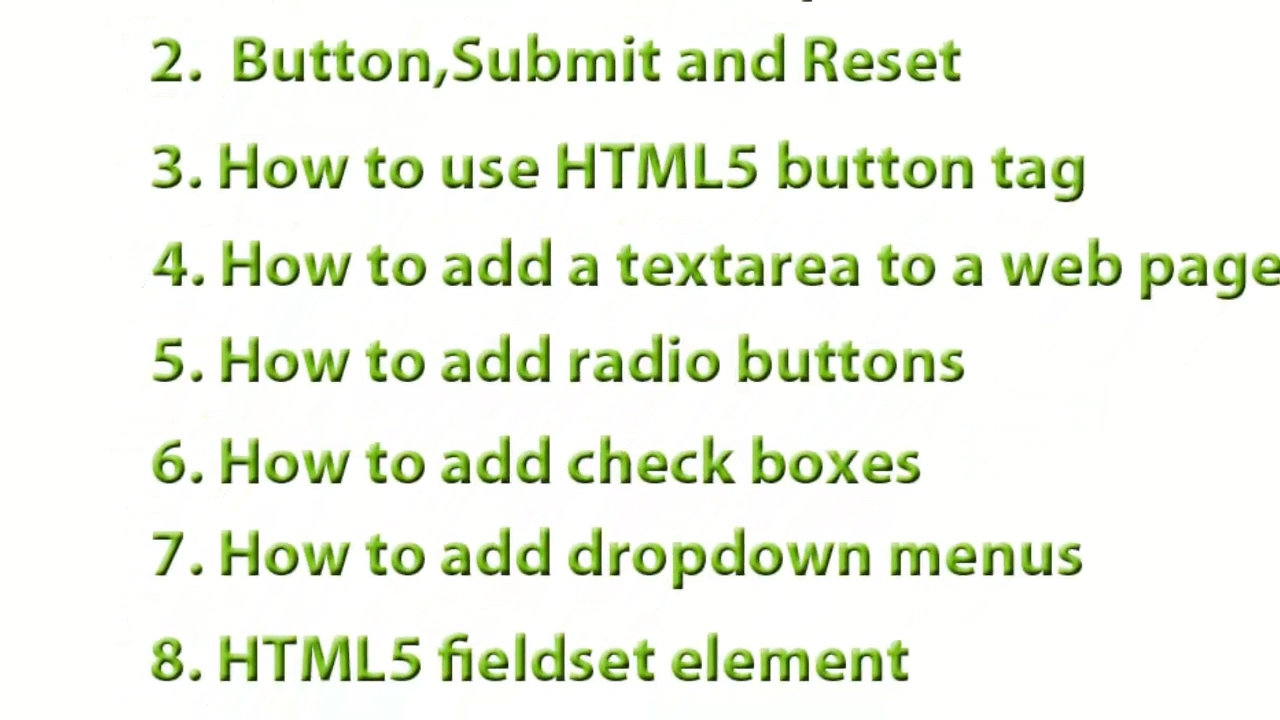 2. Button,Submit and Reset
3. How to use HTML5 button tag
4. How to add a textarea to a web page
5. How to add radio buttons
6. How to add check boxes
7. How to add dropdown menus
8. HTML5 fieldset element